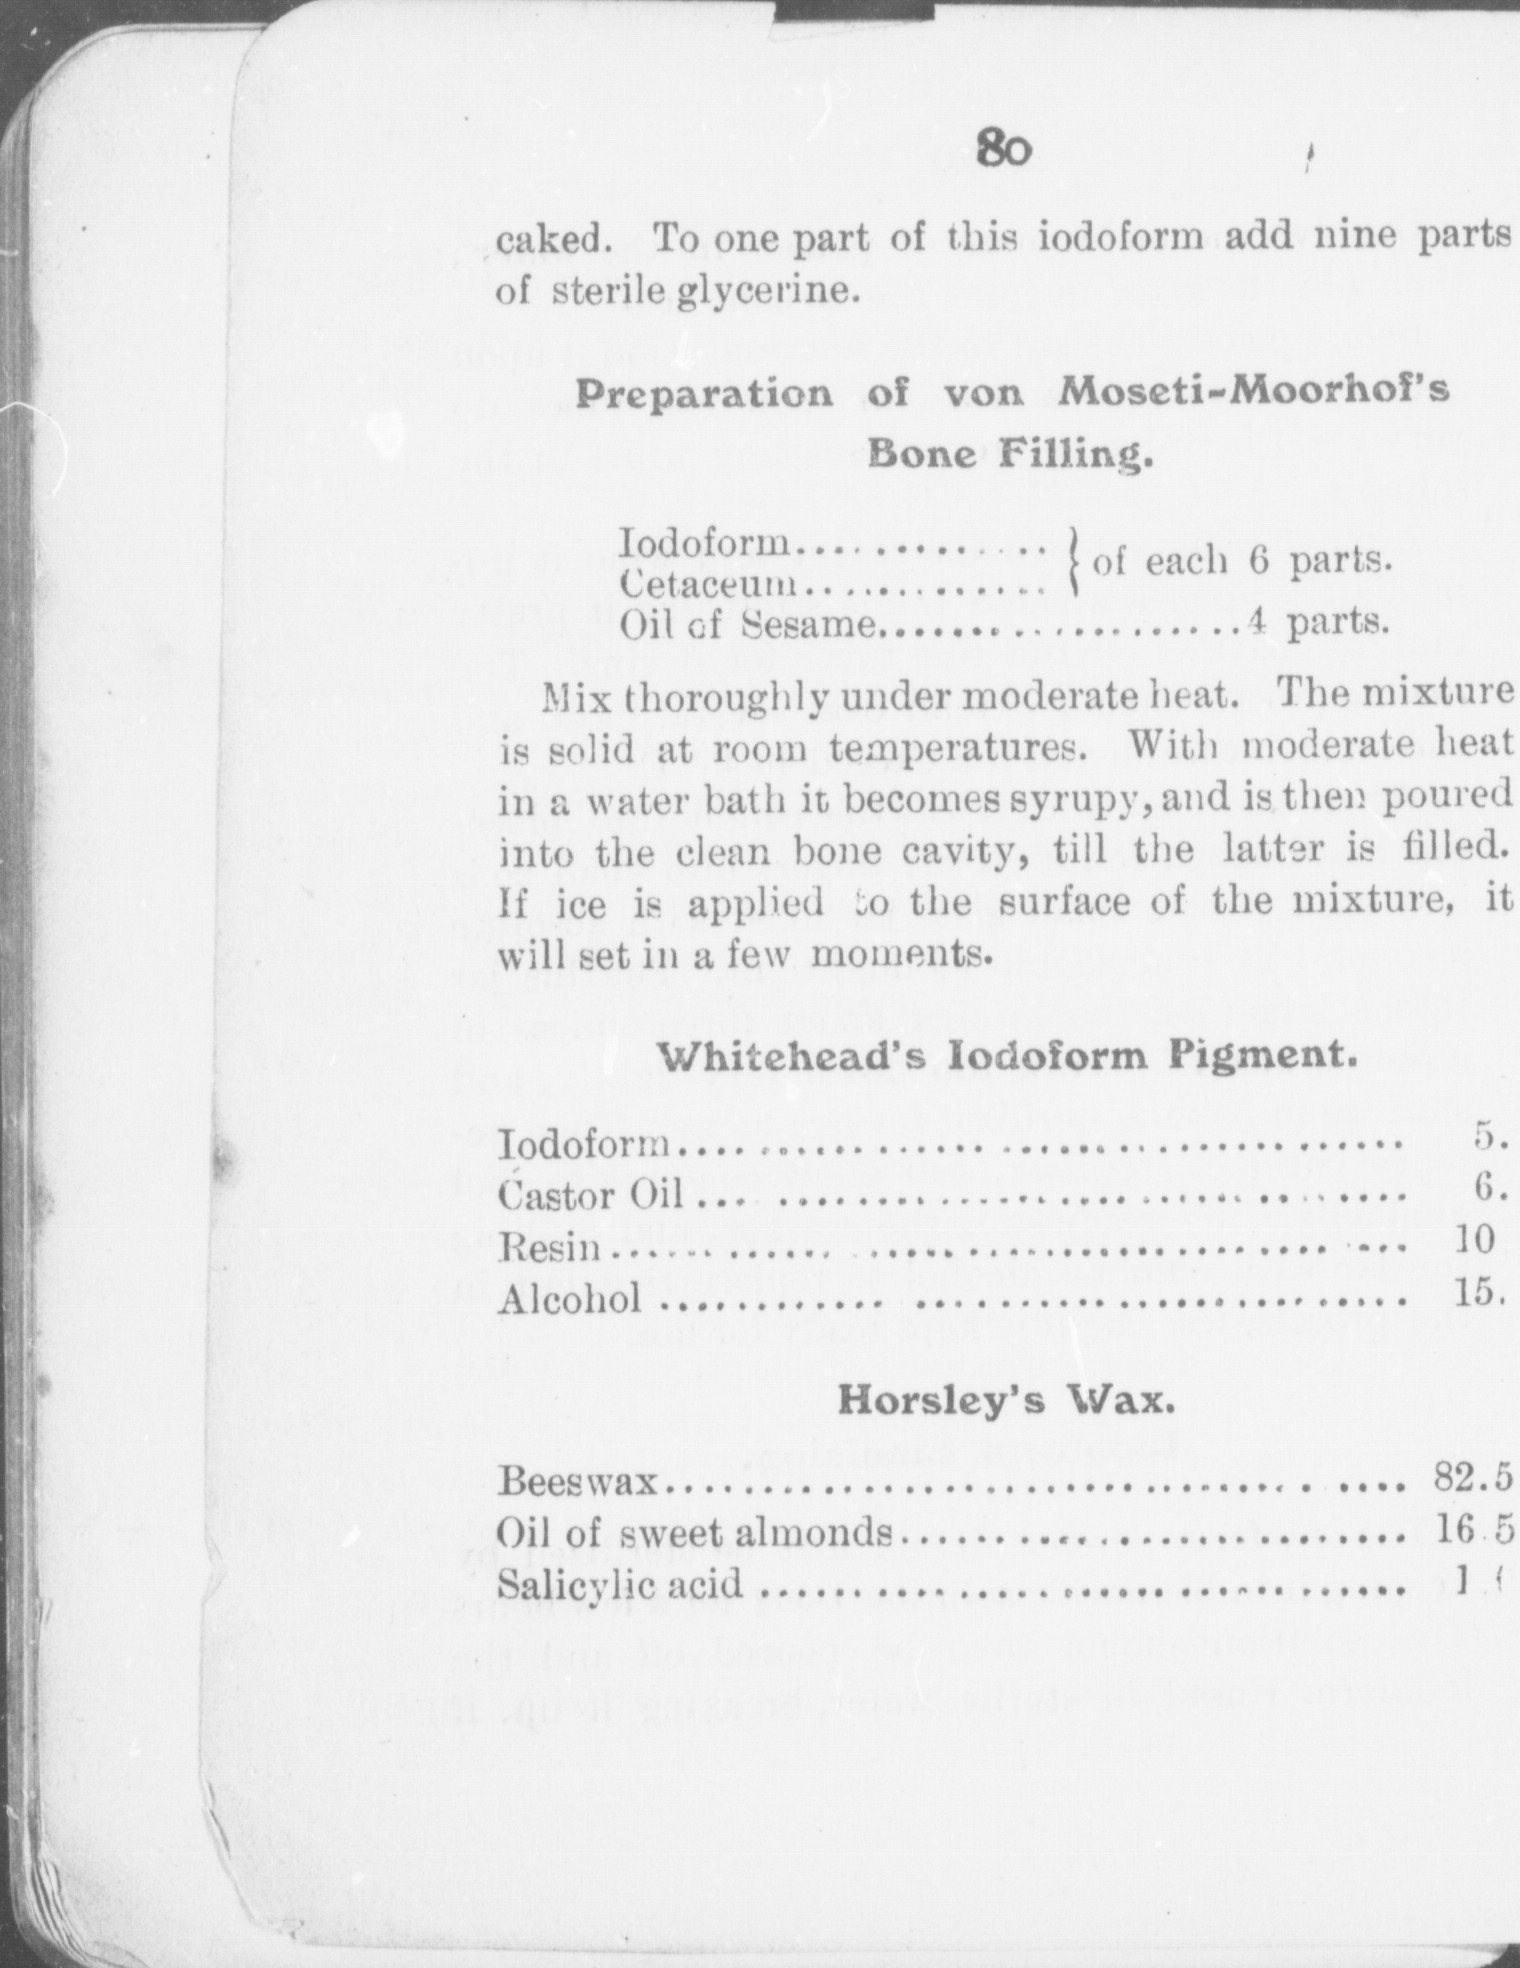 80
caked. To one part of this iodoform add nine parts
of sterile glycerine.
Preparation of von Moseti-Moorhof's
Bone Filling.
Iodoform.............. } of each 6 parts.
Cetaceum.............
Oil of Sesame....................4 parts.
Mix thoroughly under moderate heat. The mixture
is solid at room temperatures. With moderate heat
in a water bath it becomes syrupy, and is then poured
into the clean bone cavity, till the latter is filled.
If ice is applied to the surface of the mixture, it
will set in a few moments.
Whitehead's Iodoform Pigment.
Iodoform...................................... 5.
Castor Oil.................................... 6.
Resin......................................... 10
Alcohol ...................................... 15.
Horsley's Wax.
Beeswax....................................... 82.5
Oil of sweet almonds.......................... 16.5
Salicylic acid ............................... 1.